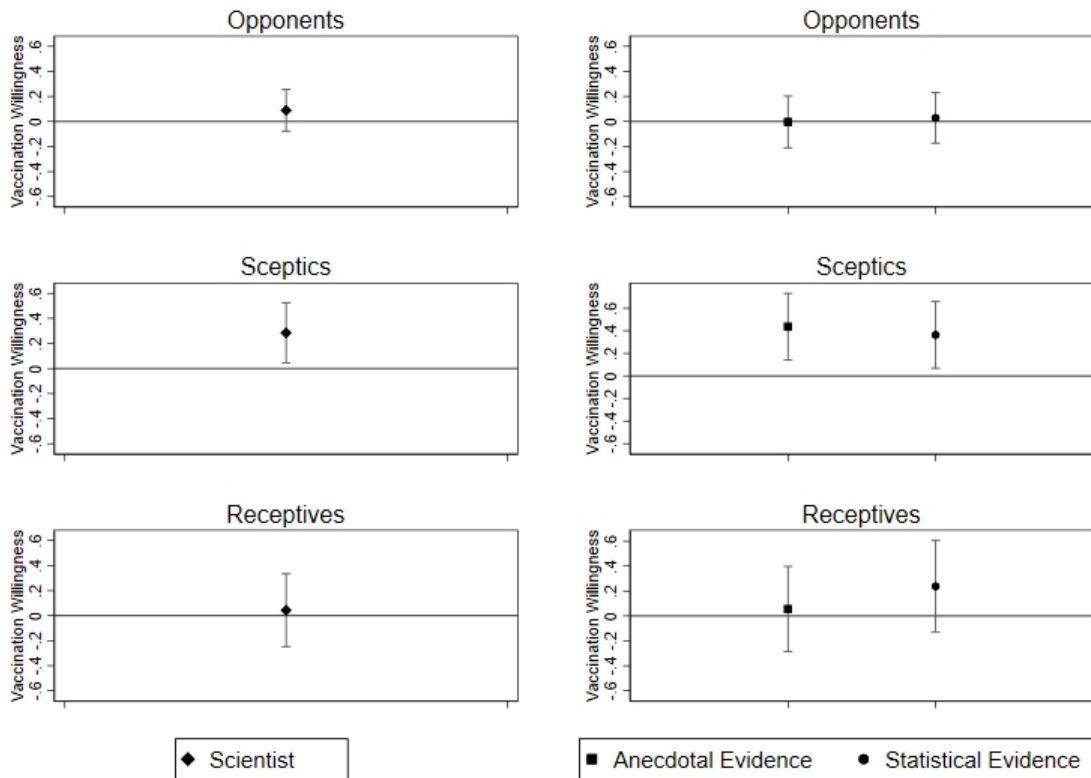 Opponents
Vaccination Willingness
-.6 -.4 -.2 0 .2 .4 .6
Opponents
Vaccination Willingness
-.6 -.4 -.2 0 .2 .4 .6
Sceptics
Vaccination Willingness
-.6 -.4 -.2 0 .2 .4 .6
Sceptics
Vaccination Willingness
-.6 -.4 -.2 0 .2 .4 .6
Receptives
Vaccination Willingness
-.6 -.4 -.2 0 .2 .4 .6
Receptives
Vaccination Willingness
-.6 -.4 -.2 0 .2 .4 .6
Scientist
Anecdotal Evidence Statistical Evidence